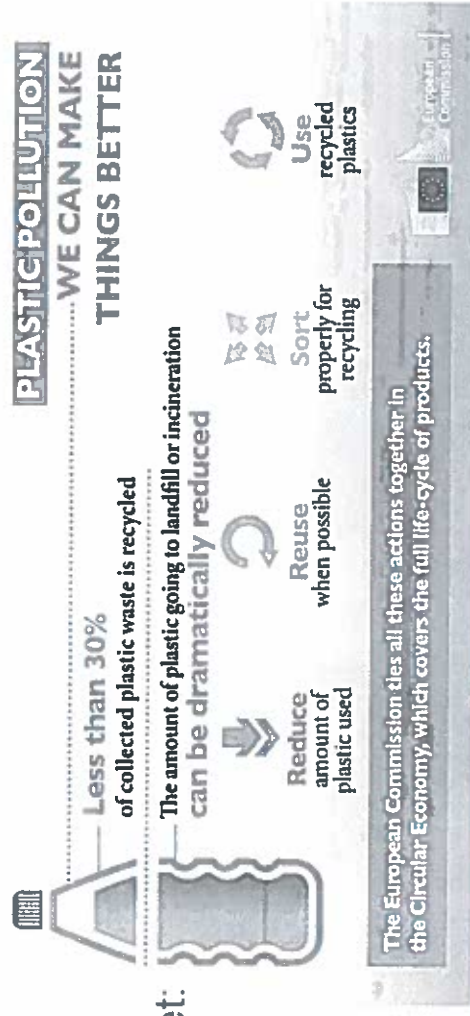 PLASTIC POLLUTION
WE CAN MAKE
THINGS BETTER
Less than 30%
of collected plastic waste is recycled
The amount of plastic going to landfill or incineration
can be dramatically reduced
Reduce
amount of
plastic used
Reuse
when possible
Sort
properly for
recycling
Use
recycled
plastics
The European Commission ties all these actions together in
the Circular Economy, which covers the full life-cycle of products.
European
Commission
et: